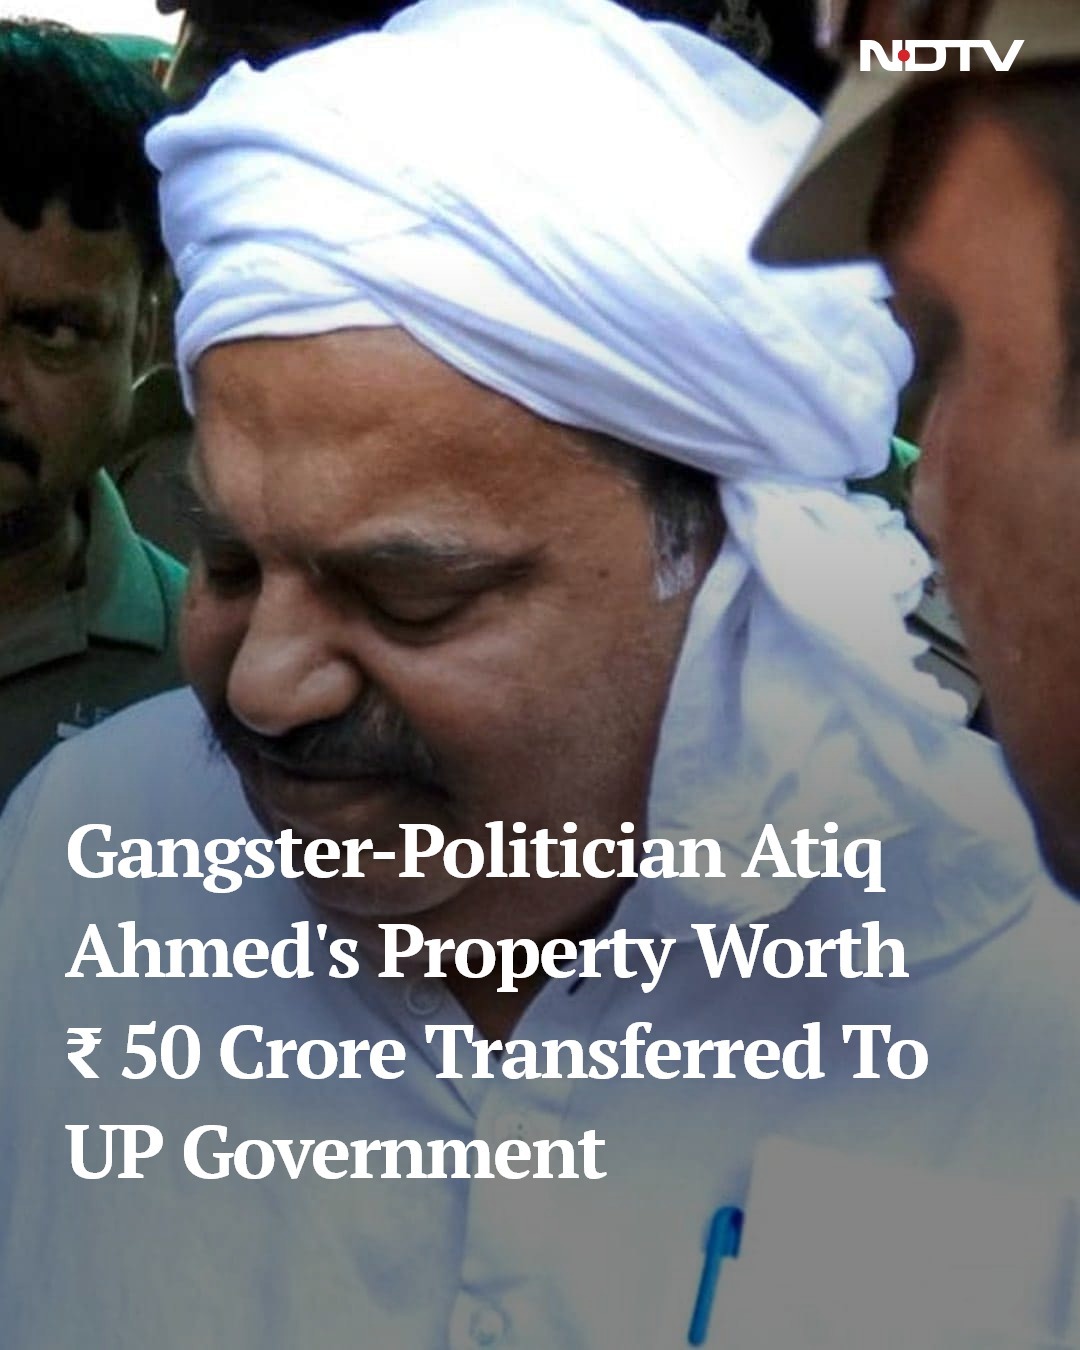 NDTV
Gangster-Politician Atiq
Ahmed's Property Worth
₹ 50 Crore Transferred To
UP Government